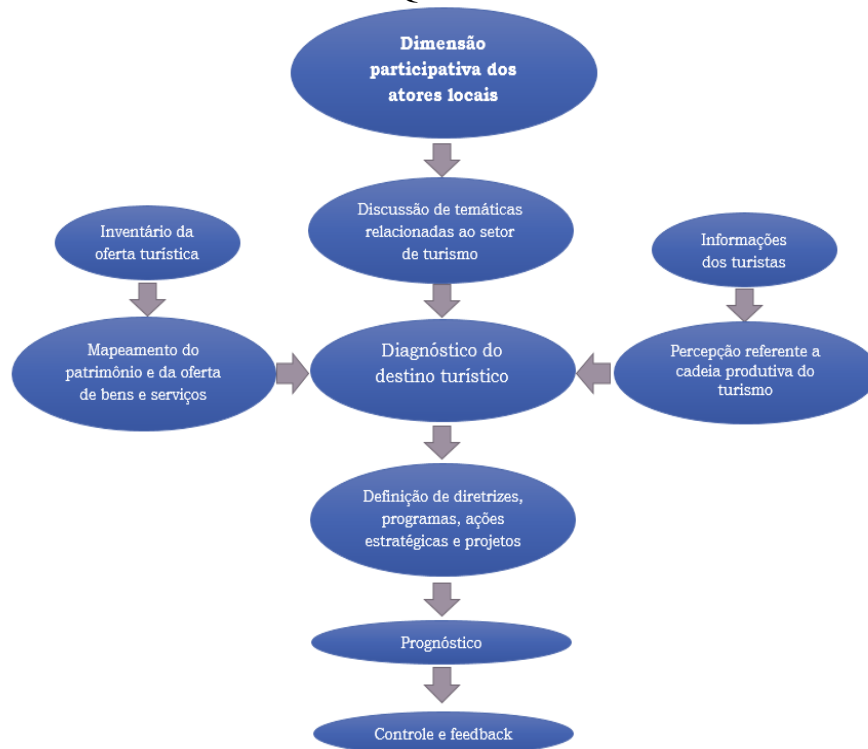 Dimensão
participativa dos
atores locais
Discussão de temáticas
relacionadas ao setor
de turismo
Inventário da
oferta turística
Informações
dos turistas
Mapeamento do
patrimônio e da oferta
de bens e serviços
Diagnóstico do
destino turístico
Percepção referente a
cadeia produtiva do
turismo
Definição de diretrizes,
programas, ações
estratégicas e projetos
Prognóstico
Controle e feedback